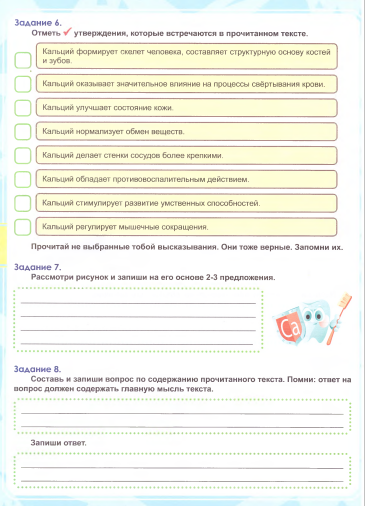 Задание 6.
Отметь ✓ утверждения, которые встречаются в прочитанном тексте.
Кальций формирует скелет человека, составляет структурную основу костей
и зубов.
Кальций оказывает значительное влияние на процессы свёртывания крови.
Кальций улучшает состояние кожи.
Кальций нормализует обмен веществ.
Кальций делает стенки сосудов более крепкими.
Кальций обладает противовоспалительным действием.
Кальций стимулирует развитие умственных способностей.
Кальций регулирует мышечные сокращения.
Прочитай не выбранные тобой высказывания. Они тоже верные. Запомни их.
Задание 7.
Рассмотри рисунок и запиши на его основе 2-3 предложения.
Ca
Задание 8.
Составь и запиши вопрос по содержанию прочитанного текста. Помни: ответ на
вопрос должен содержать главную мысль текста.
Запиши ответ.